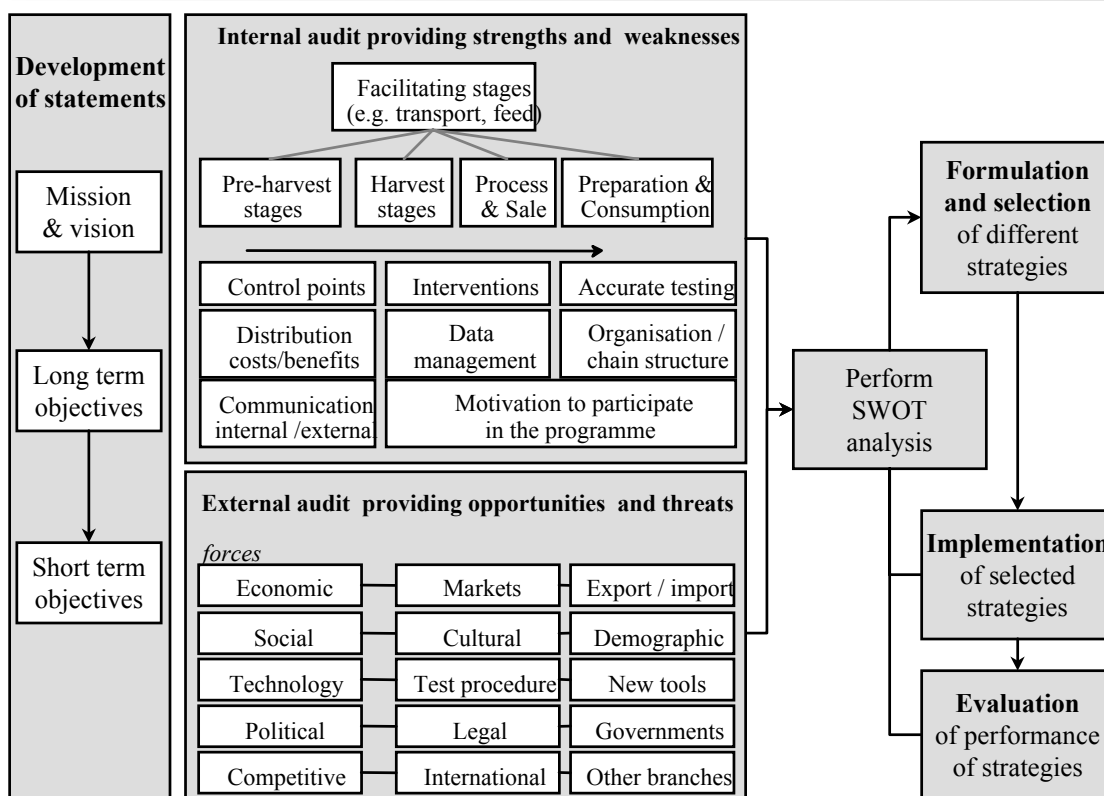 Development
of statements
Mission
& vision
Long term
objectives
Short term
objectives
Internal audit providing strengths and weaknesses
Facilitating stages
(e.g. transport, feed)
Pre-harvest
stages
Harvest
stages
Process
& Sale
Preparation &
Consumption
Control points
Interventions
Accurate testing
Distribution
costs/benefits
Data
management
Organisation /
chain structure
Communication
internal /external
Motivation to participate
in the programme
External audit providing opportunities and threats
forces
Economic
Markets
Export / import
Social
Cultural
Demographic
Technology
Test procedure
New tools
Political
Legal
Governments
Competitive
International
Other branches
Perform
SWOT
analysis
Formulation
and selection
of different
strategies
Implementation
of selected
strategies
Evaluation
of performance
of strategies